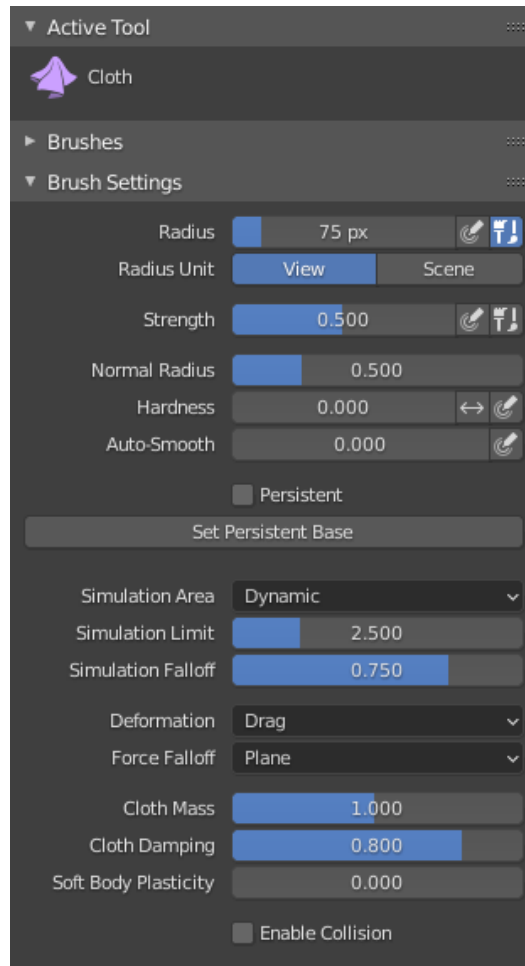 Active Tool
Cloth
Brushes
Brush Settings
Radius 75 px
Radius Unit View Scene
Strength 0.500
Normal Radius 0.500
Hardness 0.000
Auto-Smooth 0.000
Persistent
Set Persistent Base
Simulation Area Dynamic
Simulation Limit 2.500
Simulation Falloff 0.750
Deformation Drag
Force Falloff Plane
Cloth Mass 1.000
Cloth Damping 0.800
Soft Body Plasticity 0.000
Enable Collision